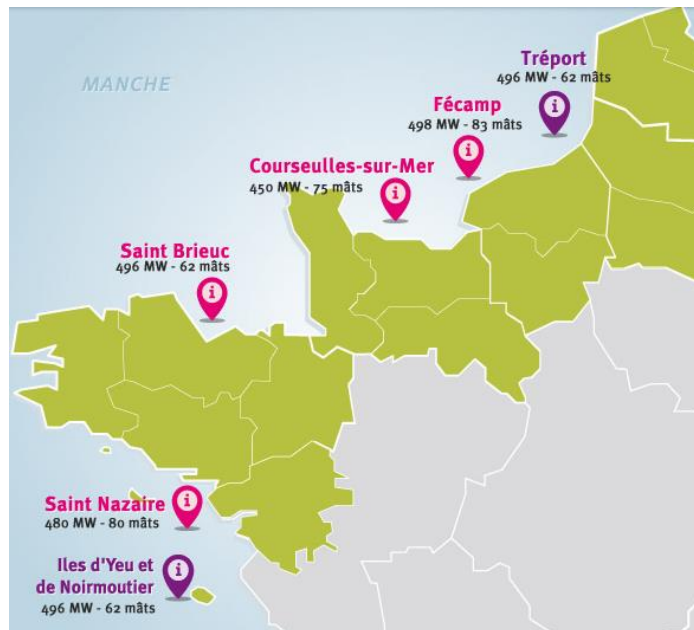 MANCHE
Tréport
496 MW - 62 mâts
Fécamp
498 MW - 83 mâts
Courseulles-sur-Mer
450 MW - 75 mâts
Saint Brieuc
496 MW - 62 mâts
Saint Nazaire
480 MW - 80 mâts
Iles d'Yeu et
de Noirmoutier
496 MW - 62 mâts